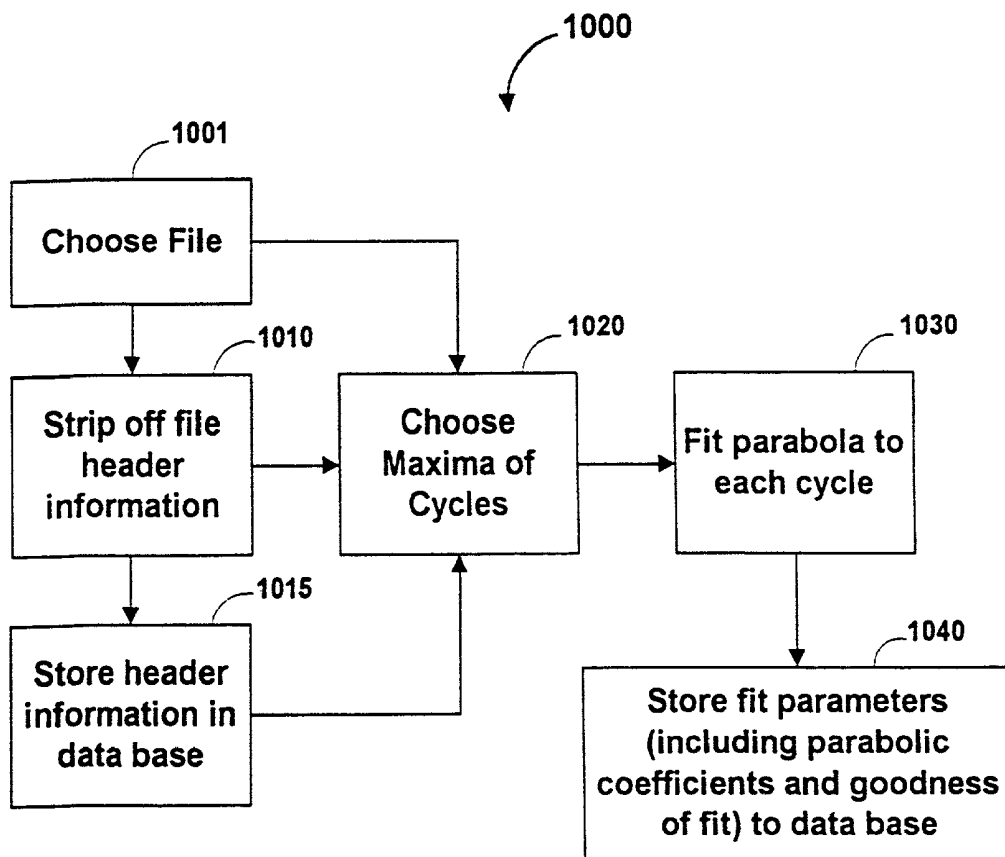 1000
1001
Choose File
1010
Strip off file
header
information
1015
Store header
information in
data base
1020
Choose
Maxima of
Cycles
1030
Fit parabola to
each cycle
1040
Store fit parameters
(including parabolic
coefficients and goodness
of fit) to data base